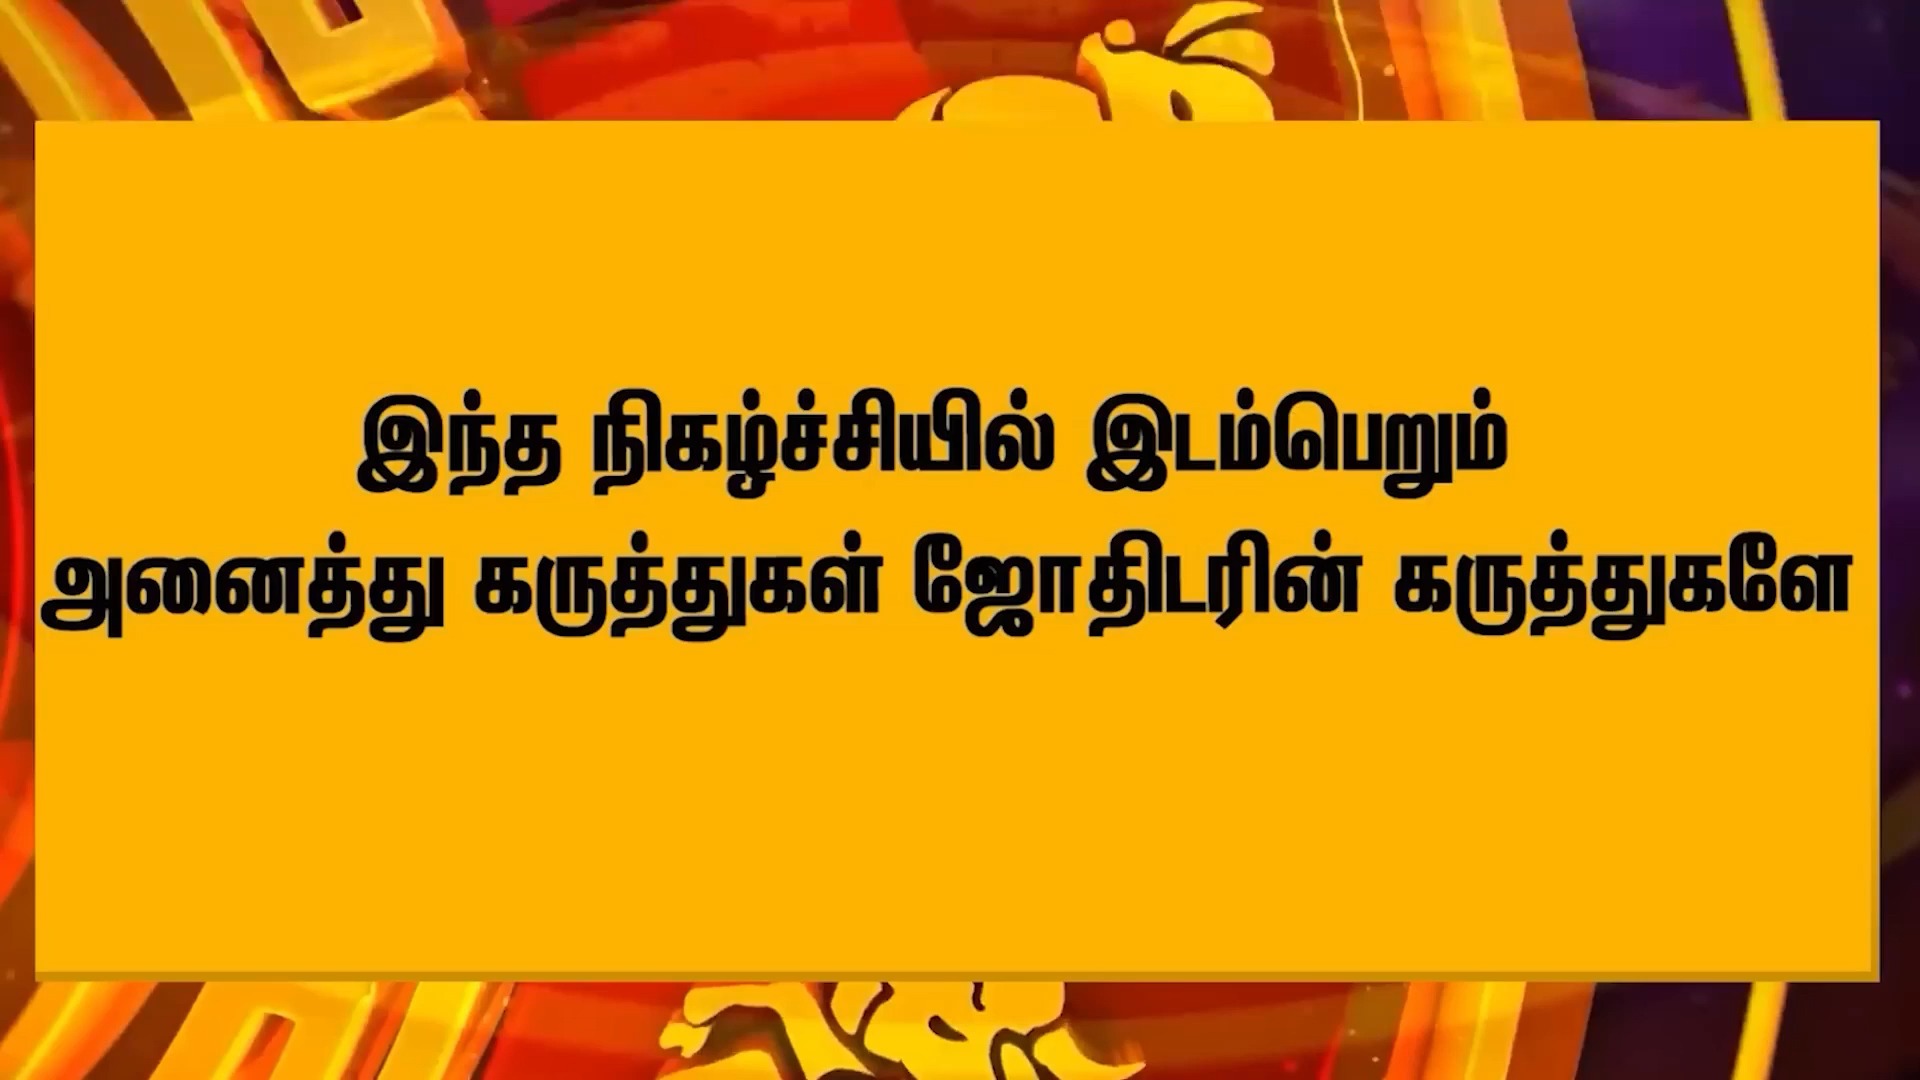 இந்த நிகழ்ச்சியில் இடம்பெறும்
அனைத்து கருத்துகள் ஜோதிடரின் கருத்துகளே